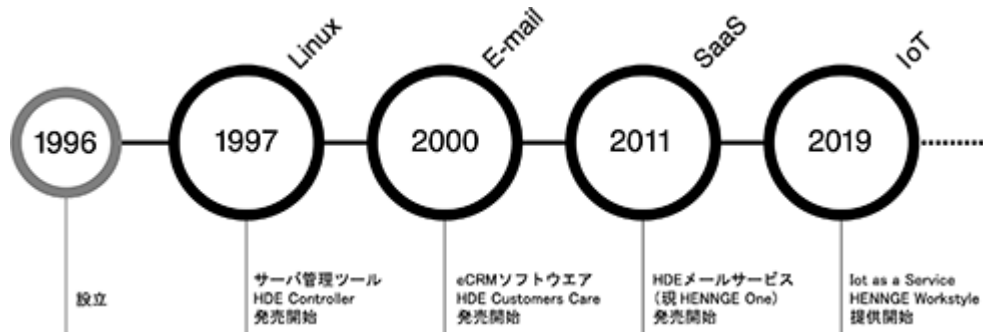 Linux
E-mail
SaaS
IoT
1996
1997
2000
2011
2019
設立
サーバ管理ツール
HDE Controller
発売開始
eCRMソフトウエア
HDE Customers Care
発売開始
HDEメールサービス
(現 HENNGE One)
発売開始
Iot as a Service
HENNGE Workstyle
提供開始